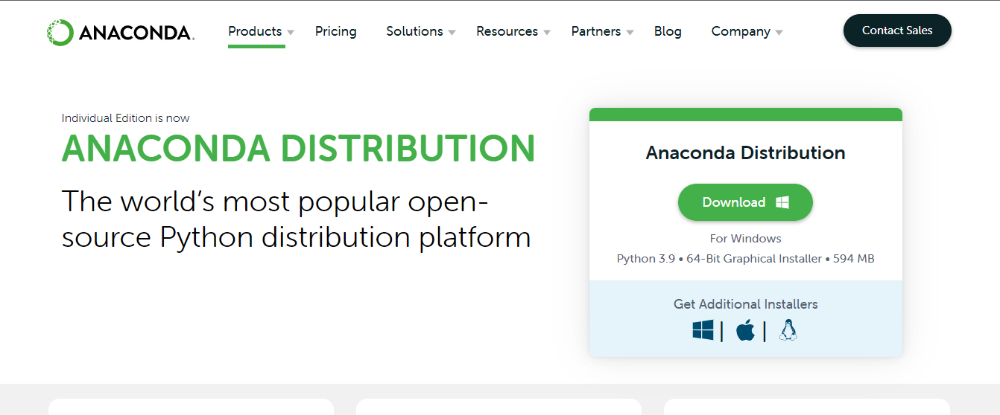 ANACONDA.
Products
Pricing
Solutions
Resources
Partners
Blog
Company
Contact Sales
Individual Edition is now
ANACONDA DISTRIBUTION
The world’s most popular open-
source Python distribution platform
Anaconda Distribution
Download
For Windows
Python 3.9 • 64-Bit Graphical Installer • 594 MB
Get Additional Installers